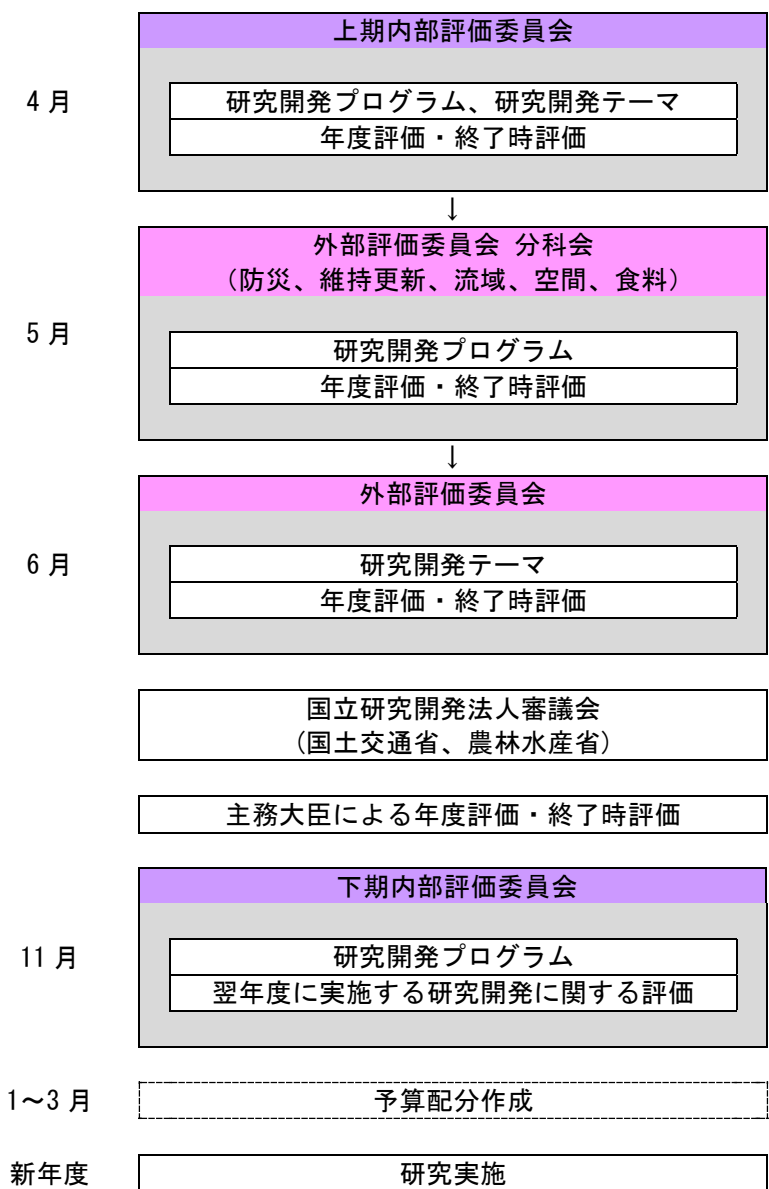 上期内部評価委員会
4月
研究開発プログラム、研究開発テーマ
年度評価・終了時評価
↓
外部評価委員会 分科会
(防災、維持更新、流域、空間、食料)
5月
研究開発プログラム
年度評価・終了時評価
↓
外部評価委員会
6月
研究開発テーマ
年度評価・終了時評価
国立研究開発法人審議会
(国土交通省、農林水産省)
主務大臣による年度評価・終了時評価
下期内部評価委員会
11月
研究開発プログラム
翌年度に実施する研究開発に関する評価
1～3月
予算配分作成
新年度
研究実施